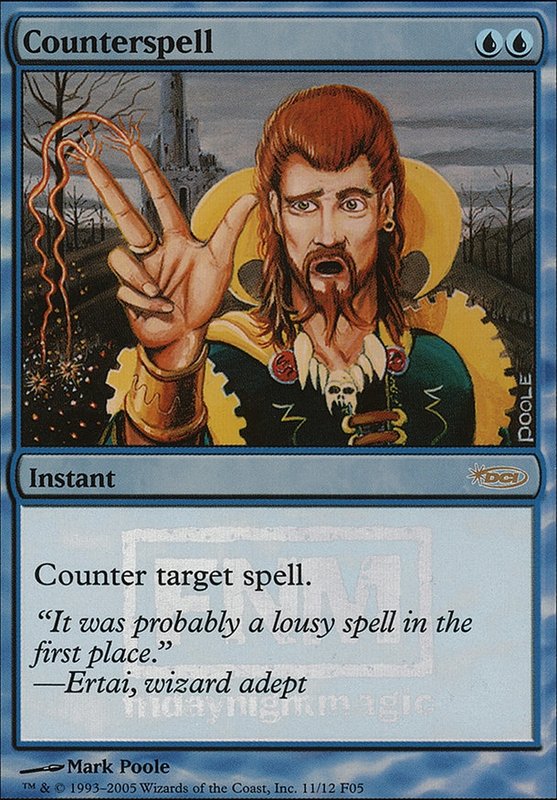 Counterspell
POOLE
Instant
DCI
Counter target spell.
FNM
“It was probably a lousy spell in the
first place.”
—Ertai, wizard adept
fridaynightmagic
Mark Poole
™ & © 1993–2005 Wizards of the Coast, Inc. 11/12 F05